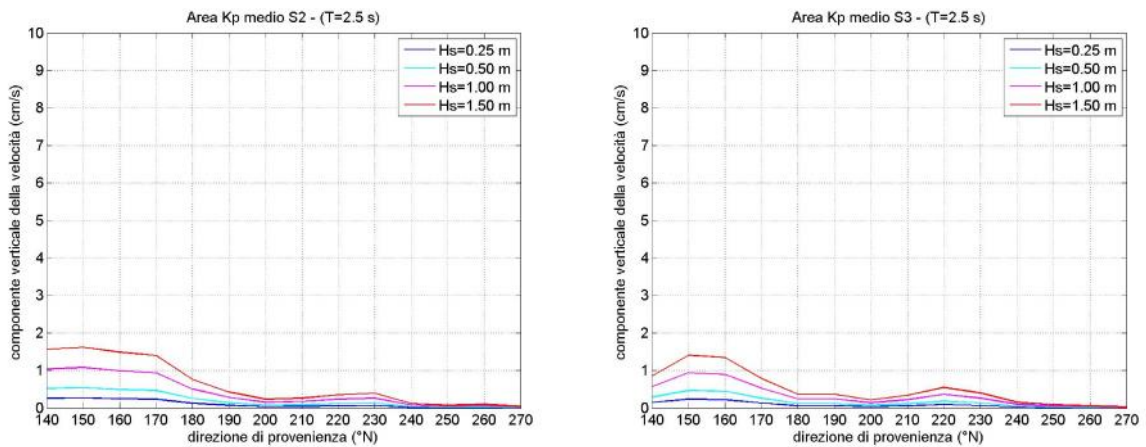 Area Kp medio S2 - (T=2.5 s)
componente verticale della velocità (cm/s)
10
9
8
7
6
5
4
3
2
1
0
Hs=0.25 m
Hs=0.50 m
Hs=1.00 m
Hs=1.50 m
140 150 160 170 180 190 200 210 220 230 240 250 260 270
direzione di provenienza (°N)
Area Kp medio S3 - (T=2.5 s)
componente verticale della velocità (cm/s)
10
9
8
7
6
5
4
3
2
1
0
Hs=0.25 m
Hs=0.50 m
Hs=1.00 m
Hs=1.50 m
140 150 160 170 180 190 200 210 220 230 240 250 260 270
direzione di provenienza (°N)